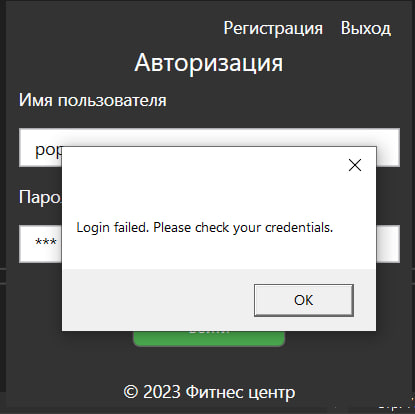 Регистрация Выход
Авторизация
Имя пользователя
Login failed. Please check your credentials.
***
OK
© 2023 Фитнес центр